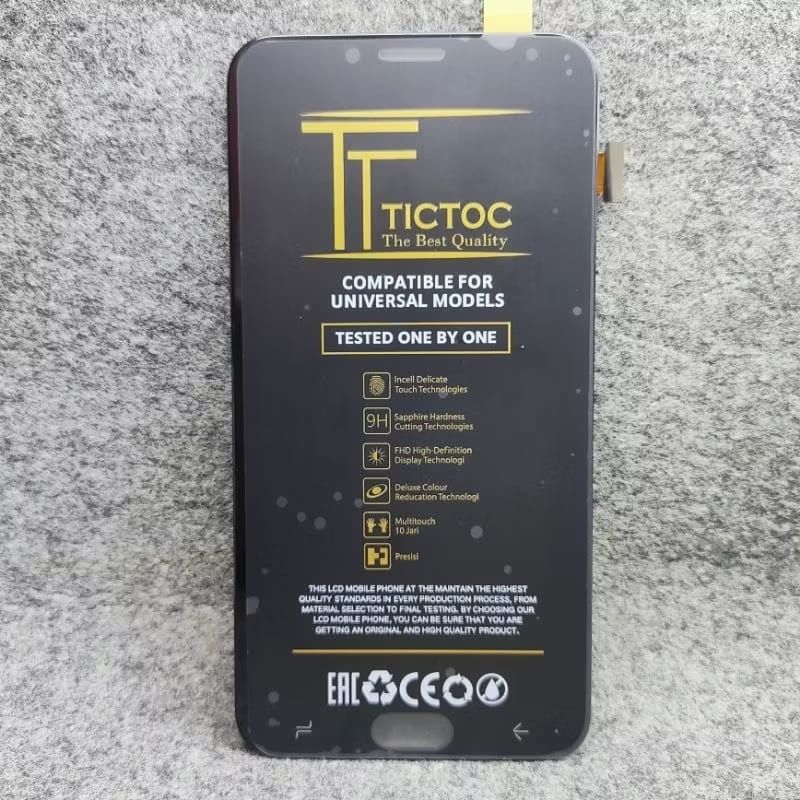 TICTOC
The Best Quality
COMPATIBLE FOR
UNIVERSAL MODELS
TESTED ONE BY ONE
Incell Delicate
Touch Technologies
9H
Sapphire Hardness
Cutting Technologies
FHD High-Definition
Display Technologi
Deluxe Colour
Reducation Technologi
Multitouch
10 Jari
Presisi
THIS LCD MOBILE PHONE AT THE MAINTAIN THE HIGHEST
QUALITY STANDARDS IN EVERY PRODUCTION PROCESS, FROM
MATERIAL SELECTION TO FINAL TESTING. BY CHOOSING OUR
LCD MOBILE PHONE, YOU CAN BE SURE THAT YOU ARE
GETTING AN ORIGINAL AND HIGH QUALITY PRODUCT.
EAC CE